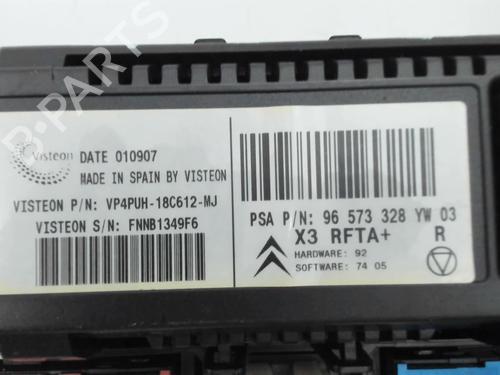 Visteon
DATE 010907
MADE IN SPAIN BY VISTEON
VISTEON P/N: VP4PUH-18C612-MJ
VISTEON S/N: FNNB1349F6
PSA P/N: 96 573 328 YW 03
X3 RFTA+ R
HARDWARE: 92
SOFTWARE: 74 05
B-PARTS